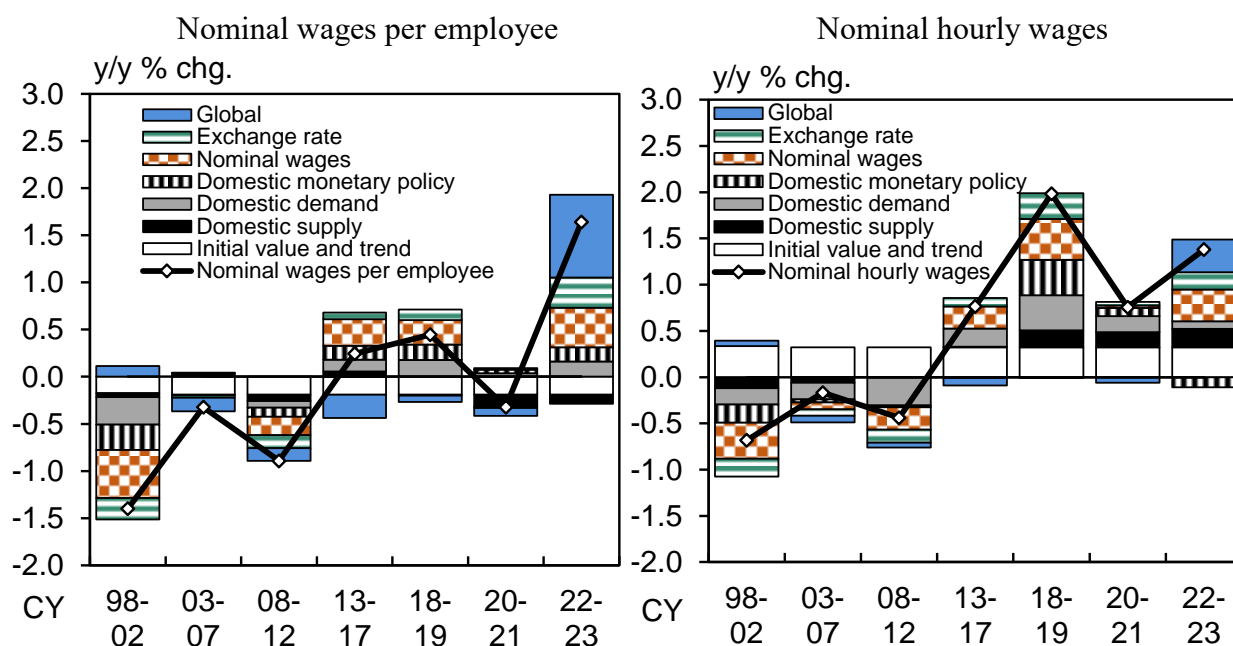 Nominal wages per employee
y/y % chg.
3.0
2.5
2.0
1.5
1.0
0.5
0.0
-0.5
-1.0
-1.5
-2.0
Global
Exchange rate
Nominal wages
Domestic monetary policy
Domestic demand
Domestic supply
Initial value and trend
Nominal wages per employee
CY
98-02
03-07
08-12
13-17
18-19
20-21
22-23
Nominal hourly wages
y/y % chg.
3.0
2.5
2.0
1.5
1.0
0.5
0.0
-0.5
-1.0
-1.5
-2.0
Global
Exchange rate
Nominal wages
Domestic monetary policy
Domestic demand
Domestic supply
Initial value and trend
Nominal hourly wages
CY
98-02
03-07
08-12
13-17
18-19
20-21
22-23